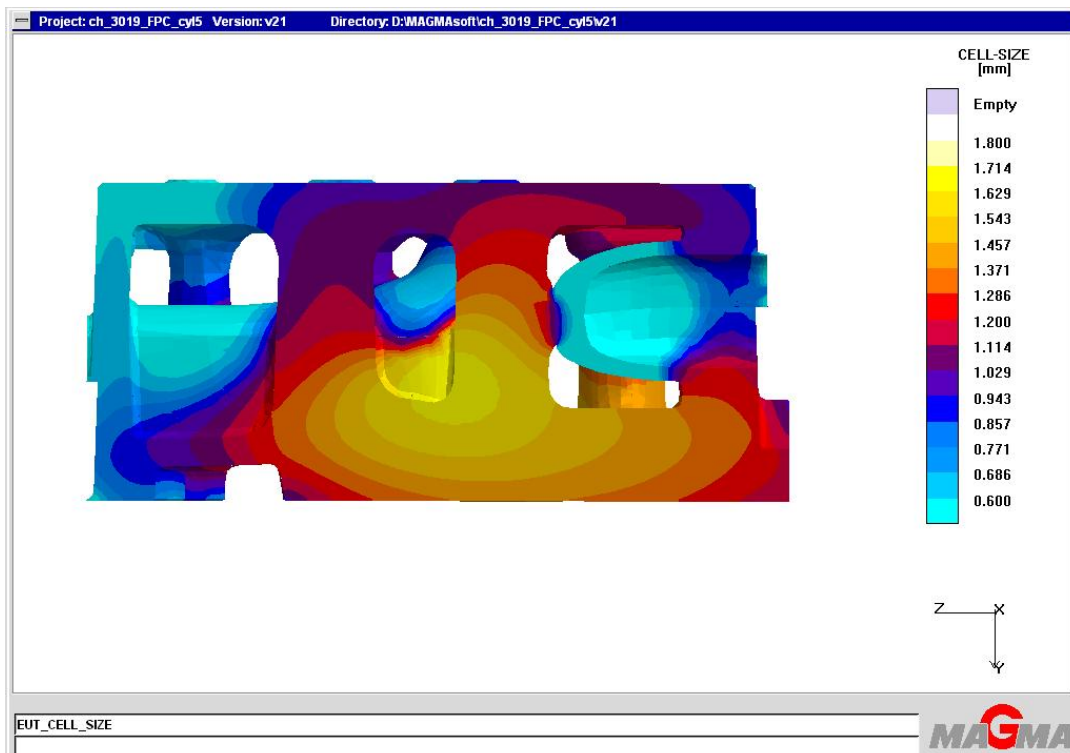 Project: ch_3019_FPC_cyl5 Version: v21 Directory: D:\MAGMAsoft\ch_3019_FPC_cyl5\v21
CELL-SIZE
[mm]
Empty
1.800
1.714
1.629
1.543
1.457
1.371
1.286
1.200
1.114
1.029
0.943
0.857
0.771
0.686
0.600
Z
X
Y
EUT_CELL_SIZE
MAGMA